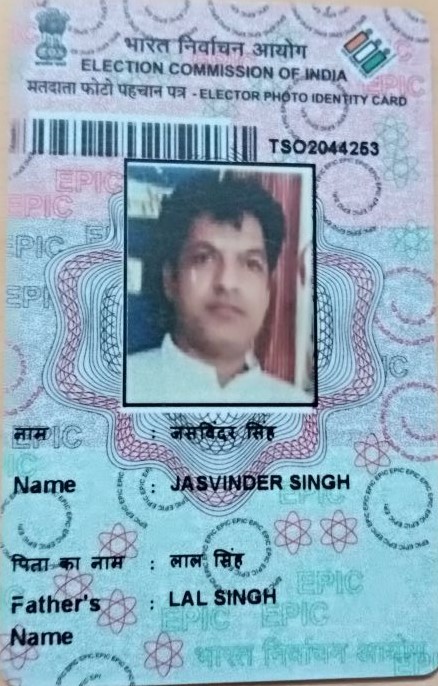 भारत निर्वाचन आयोग
ELECTION COMMISSION OF INDIA
मतदाता फोटो पहचान पत्र - ELECTOR PHOTO IDENTITY CARD
TSO2044253
नाम : जसविंदर सिंह
Name : JASVINDER SINGH
पिता का नाम : लाल सिंह
Father's : LAL SINGH
Name
भारत निर्वाचन आयोग